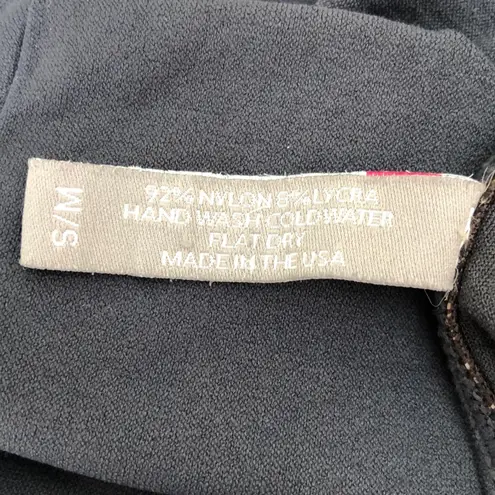 S/M
92% NYLON 8% LYCRA
HAND WASH COLD WATER
FLAT DRY
MADE IN THE USA